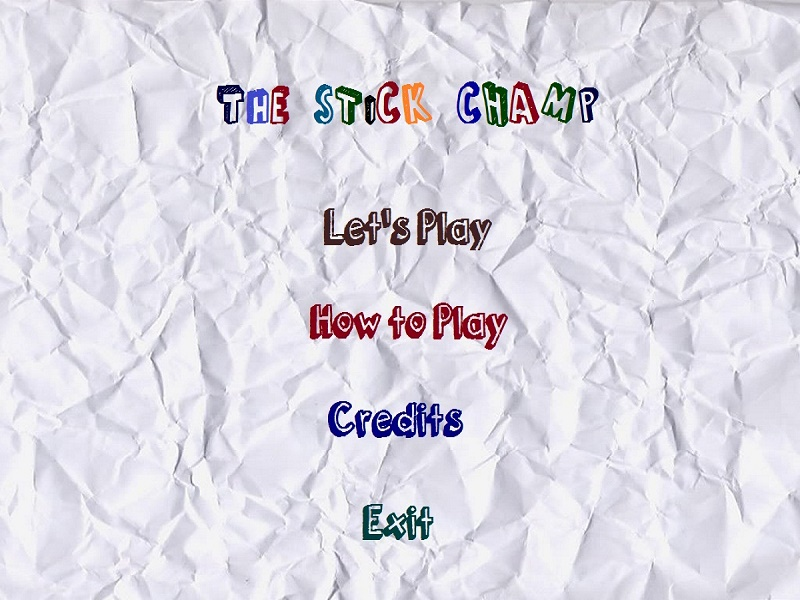 THE STiCK CHAMP
Let's Play
How to Play
Credits
Exit